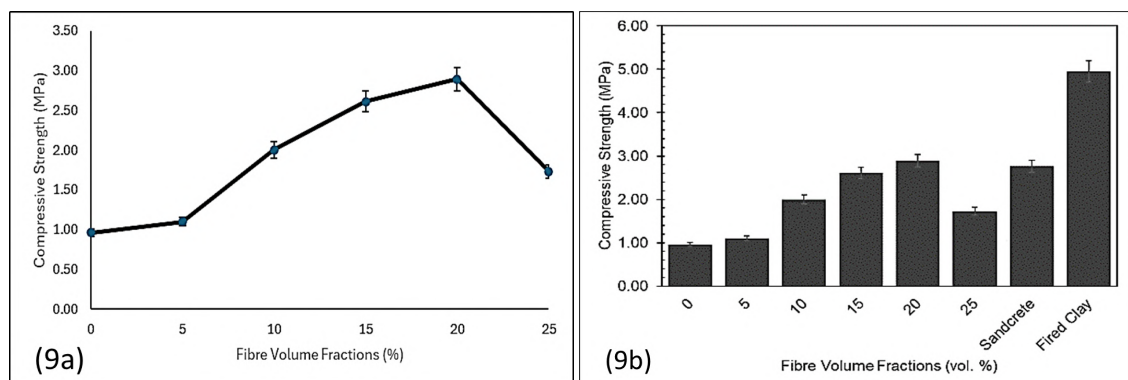 3.50
3.00
2.50
2.00
1.50
1.00
0.50
0.00
Compressive Strength (MPa)
0 5 10 15 20 25
Fibre Volume Fractions (%)
(9a)
6.00
5.00
4.00
3.00
2.00
1.00
0.00
Compressive Strength (MPa)
0 5 10 15 20 25 Sandcrete Fired Clay
Fibre Volume Fractions (vol. %)
(9b)